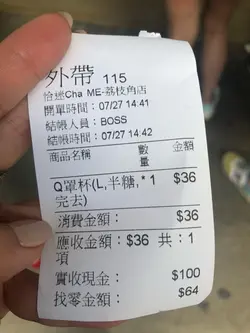 外帶 115
恰迷Cha ME-荔枝角店
開單時間：07/27 14:41
結帳人員：BOSS
結帳時間：07/27 14:42
商品名稱 數量 金額
Q罩杯(L,半糖,* 1 $36
完去)
消費金額： $36
應收金額：$36 共：1
項
實收現金： $100
找零金額： $64